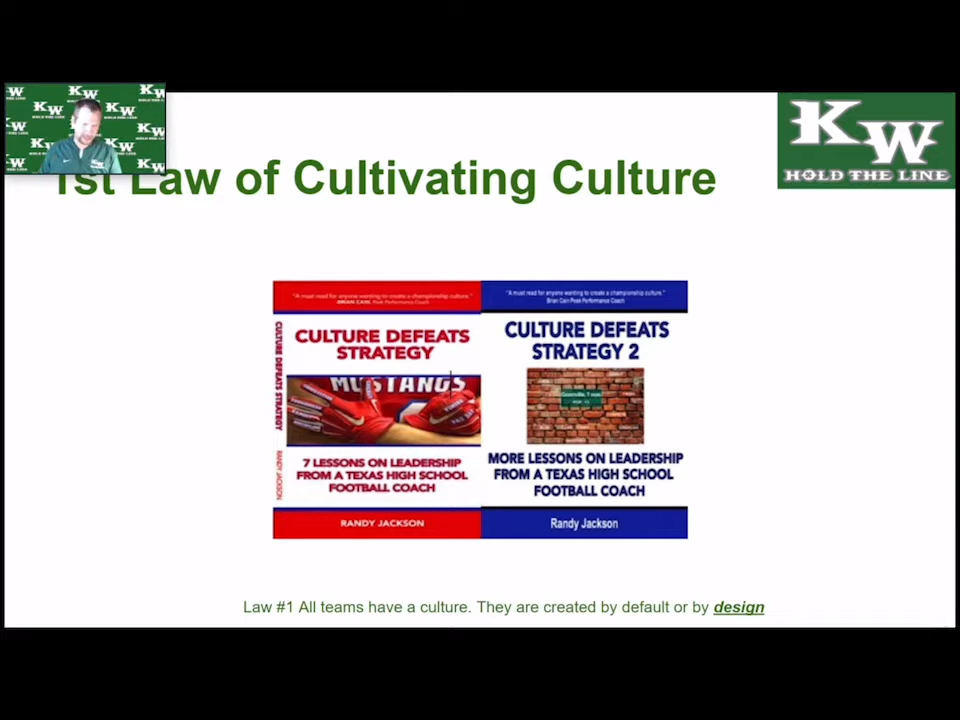 KW
HOLD THE LINE
1st Law of Cultivating Culture
KW
HOLD THE LINE
"A must read for anyone wanting to create a championship culture."
BRIAN CAIN, Peak Performance Coach
CULTURE DEFEATS
STRATEGY
MUSTANGS
7 LESSONS ON LEADERSHIP
FROM A TEXAS HIGH SCHOOL
FOOTBALL COACH
RANDY JACKSON
CULTURE DEFEATS STRATEGY
RANDY JACKSON
"A must read for anyone wanting to create a championship culture."
Brian Cain Peak Performance Coach
CULTURE DEFEATS
STRATEGY 2
MORE LESSONS ON LEADERSHIP
FROM A TEXAS HIGH SCHOOL
FOOTBALL COACH
Randy Jackson
Law #1 All teams have a culture. They are created by default or by design